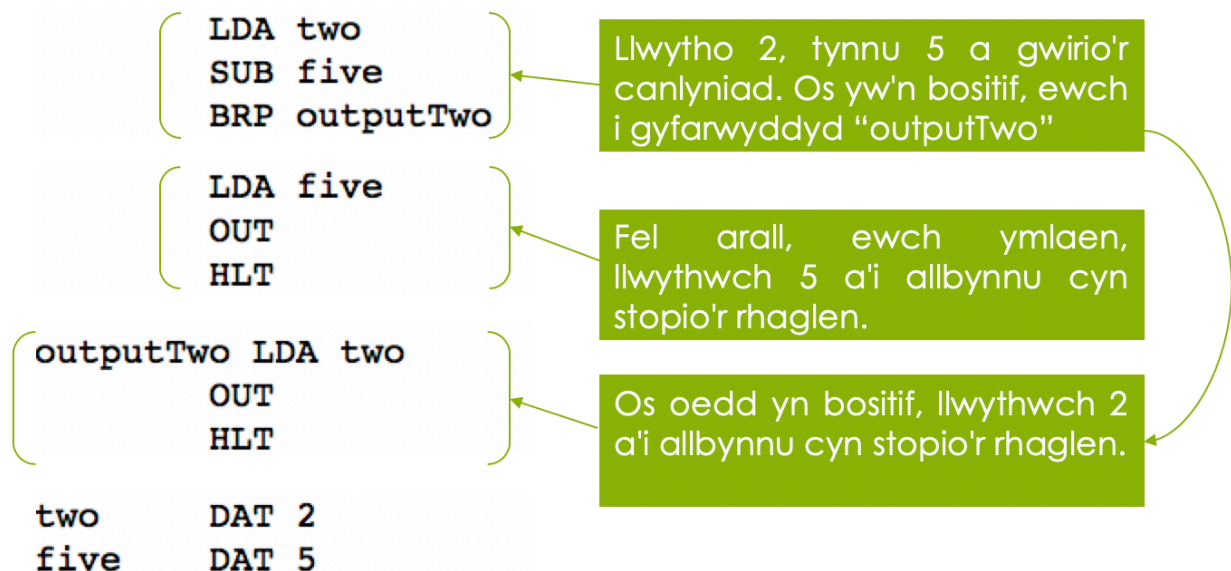 LDA two
SUB five
BRP outputTwo
Llwytho 2, tynnu 5 a gwirio'r
canlyniad. Os yw'n bositif, ewch
i gyfarwyddyd “outputTwo”
LDA five
OUT
HLT
Fel arall, ewch ymlaen,
llwythwch 5 a'i allbynnu cyn
stopio'r rhaglen.
outputTwo LDA two
OUT
HLT
Os oedd yn bositif, llwythwch 2
a'i allbynnu cyn stopio'r rhaglen.
two DAT 2
five DAT 5